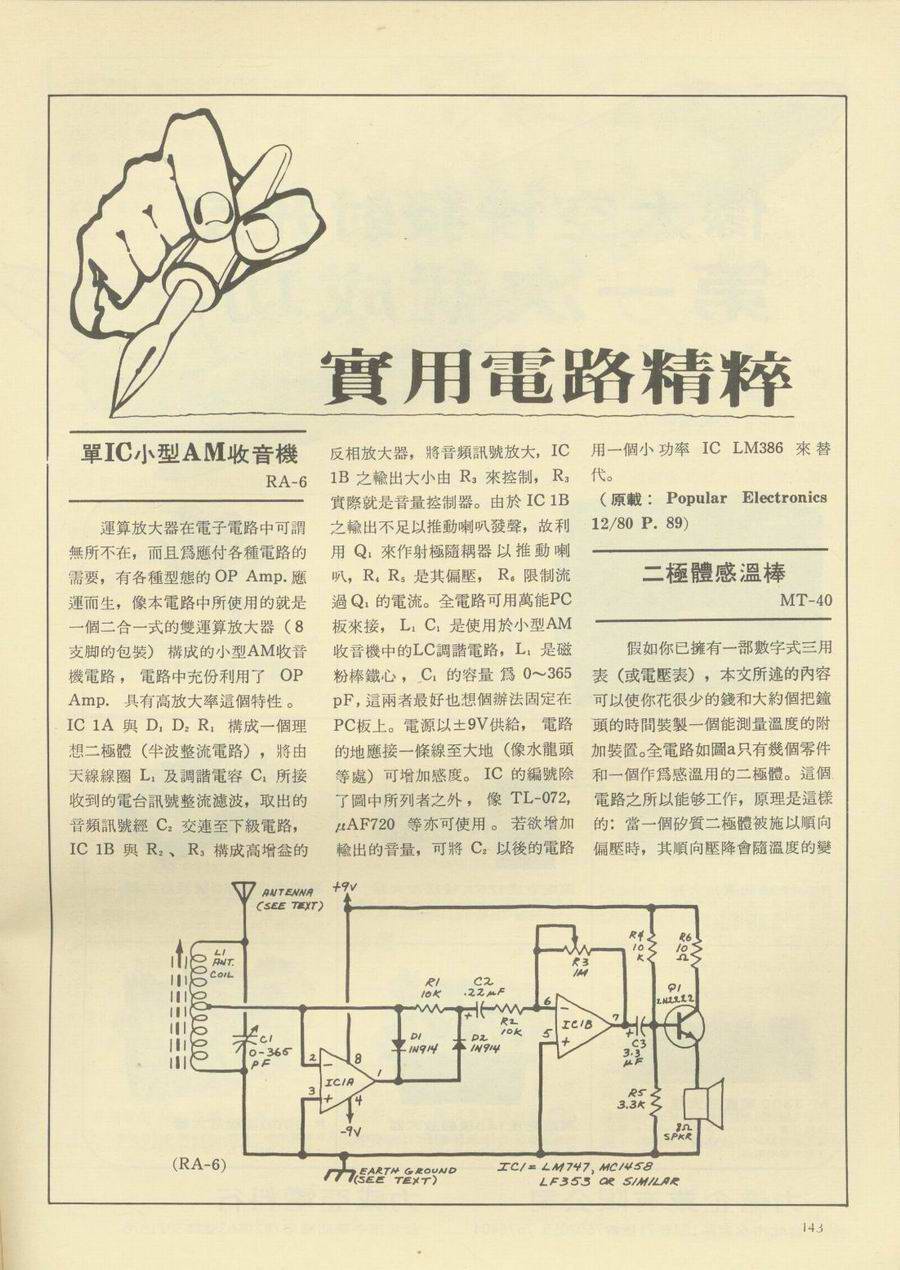 實用電路精粹
單IC小型AM收音機
RA-6
運算放大器在電子電路中可謂
無所不在，而且爲應付各種電路的
需要，有各種型態的 OP Amp. 應
運而生，像本電路中所使用的就是
一個二合一式的雙運算放大器（8
支脚的包裝）構成的小型AM收音
機電路，電路中充份利用了 OP
Amp. 具有高放大率這個特性。
IC 1A 與 D₁ D₂ R₁ 構成一個理
想二極體（半波整流電路），將由
天線線圈 L₁ 及調諧電容 C₁ 所接
收到的電台訊號整流濾波，取出的
音頻訊號經 C₂ 交連至下級電路，
IC 1B 與 R₂、R₃ 構成高增益的
反相放大器，將音頻訊號放大，IC
1B 之輸出大小由 R₃ 來控制，R₃
實際就是音量控制器。由於 IC 1B
之輸出不足以推動喇叭發聲，故利
用 Q₁ 來作射極隨耦器以推動喇
叭，R₄ R₅ 是其偏壓，R₆ 限制流
過 Q₁ 的電流。全電路可用萬能PC
板來接，L₁ C₁ 是使用於小型AM
收音機中的LC調諧電路，L₁ 是磁
粉棒鐵心，C₁ 的容量爲 0～365
pF，這兩者最好也想個辦法固定在
PC板上。電源以±9V供給，電路
的地應接一條線至大地（像水龍頭
等處）可增加感度。IC 的編號除
了圖中所列者之外，像 TL-072,
μAF720 等亦可使用。若欲增加
輸出的音量，可將 C₂ 以後的電路
用一個小功率 IC LM386 來替
代。
（原載：Popular Electronics
12/80 P. 89)
二極體感溫棒
MT-40
假如你已擁有一部數字式三用
表（或電壓表），本文所述的內容
可以使你花很少的錢和大約個把鐘
頭的時間裝製一個能測量溫度的附
加裝置。全電路如圖a只有幾個零件
和一個作爲感溫用的二極體。這個
電路之所以能够工作，原理是這樣
的：當一個矽質二極體被施以順向
偏壓時，其順向壓降會隨溫度的變
ANTENNA
(SEE TEXT)
+9V
L1
ANT.
COIL
C1
0-365
PF
2
3
8
1
4
IC1A
-9V
R1
10K
D1
1N914
D2
1N914
C2
.22μF
R2
10K
R3
1M
6
5
7
IC1B
C3
3.3
μF
R4
10
K
R5
3.3K
R6
10
Ω
Q1
2N2222
8Ω
SPKR
(RA-6)
EARTH GROUND
(SEE TEXT)
IC1= LM747, MC1458
LF353 OR SIMILAR
143